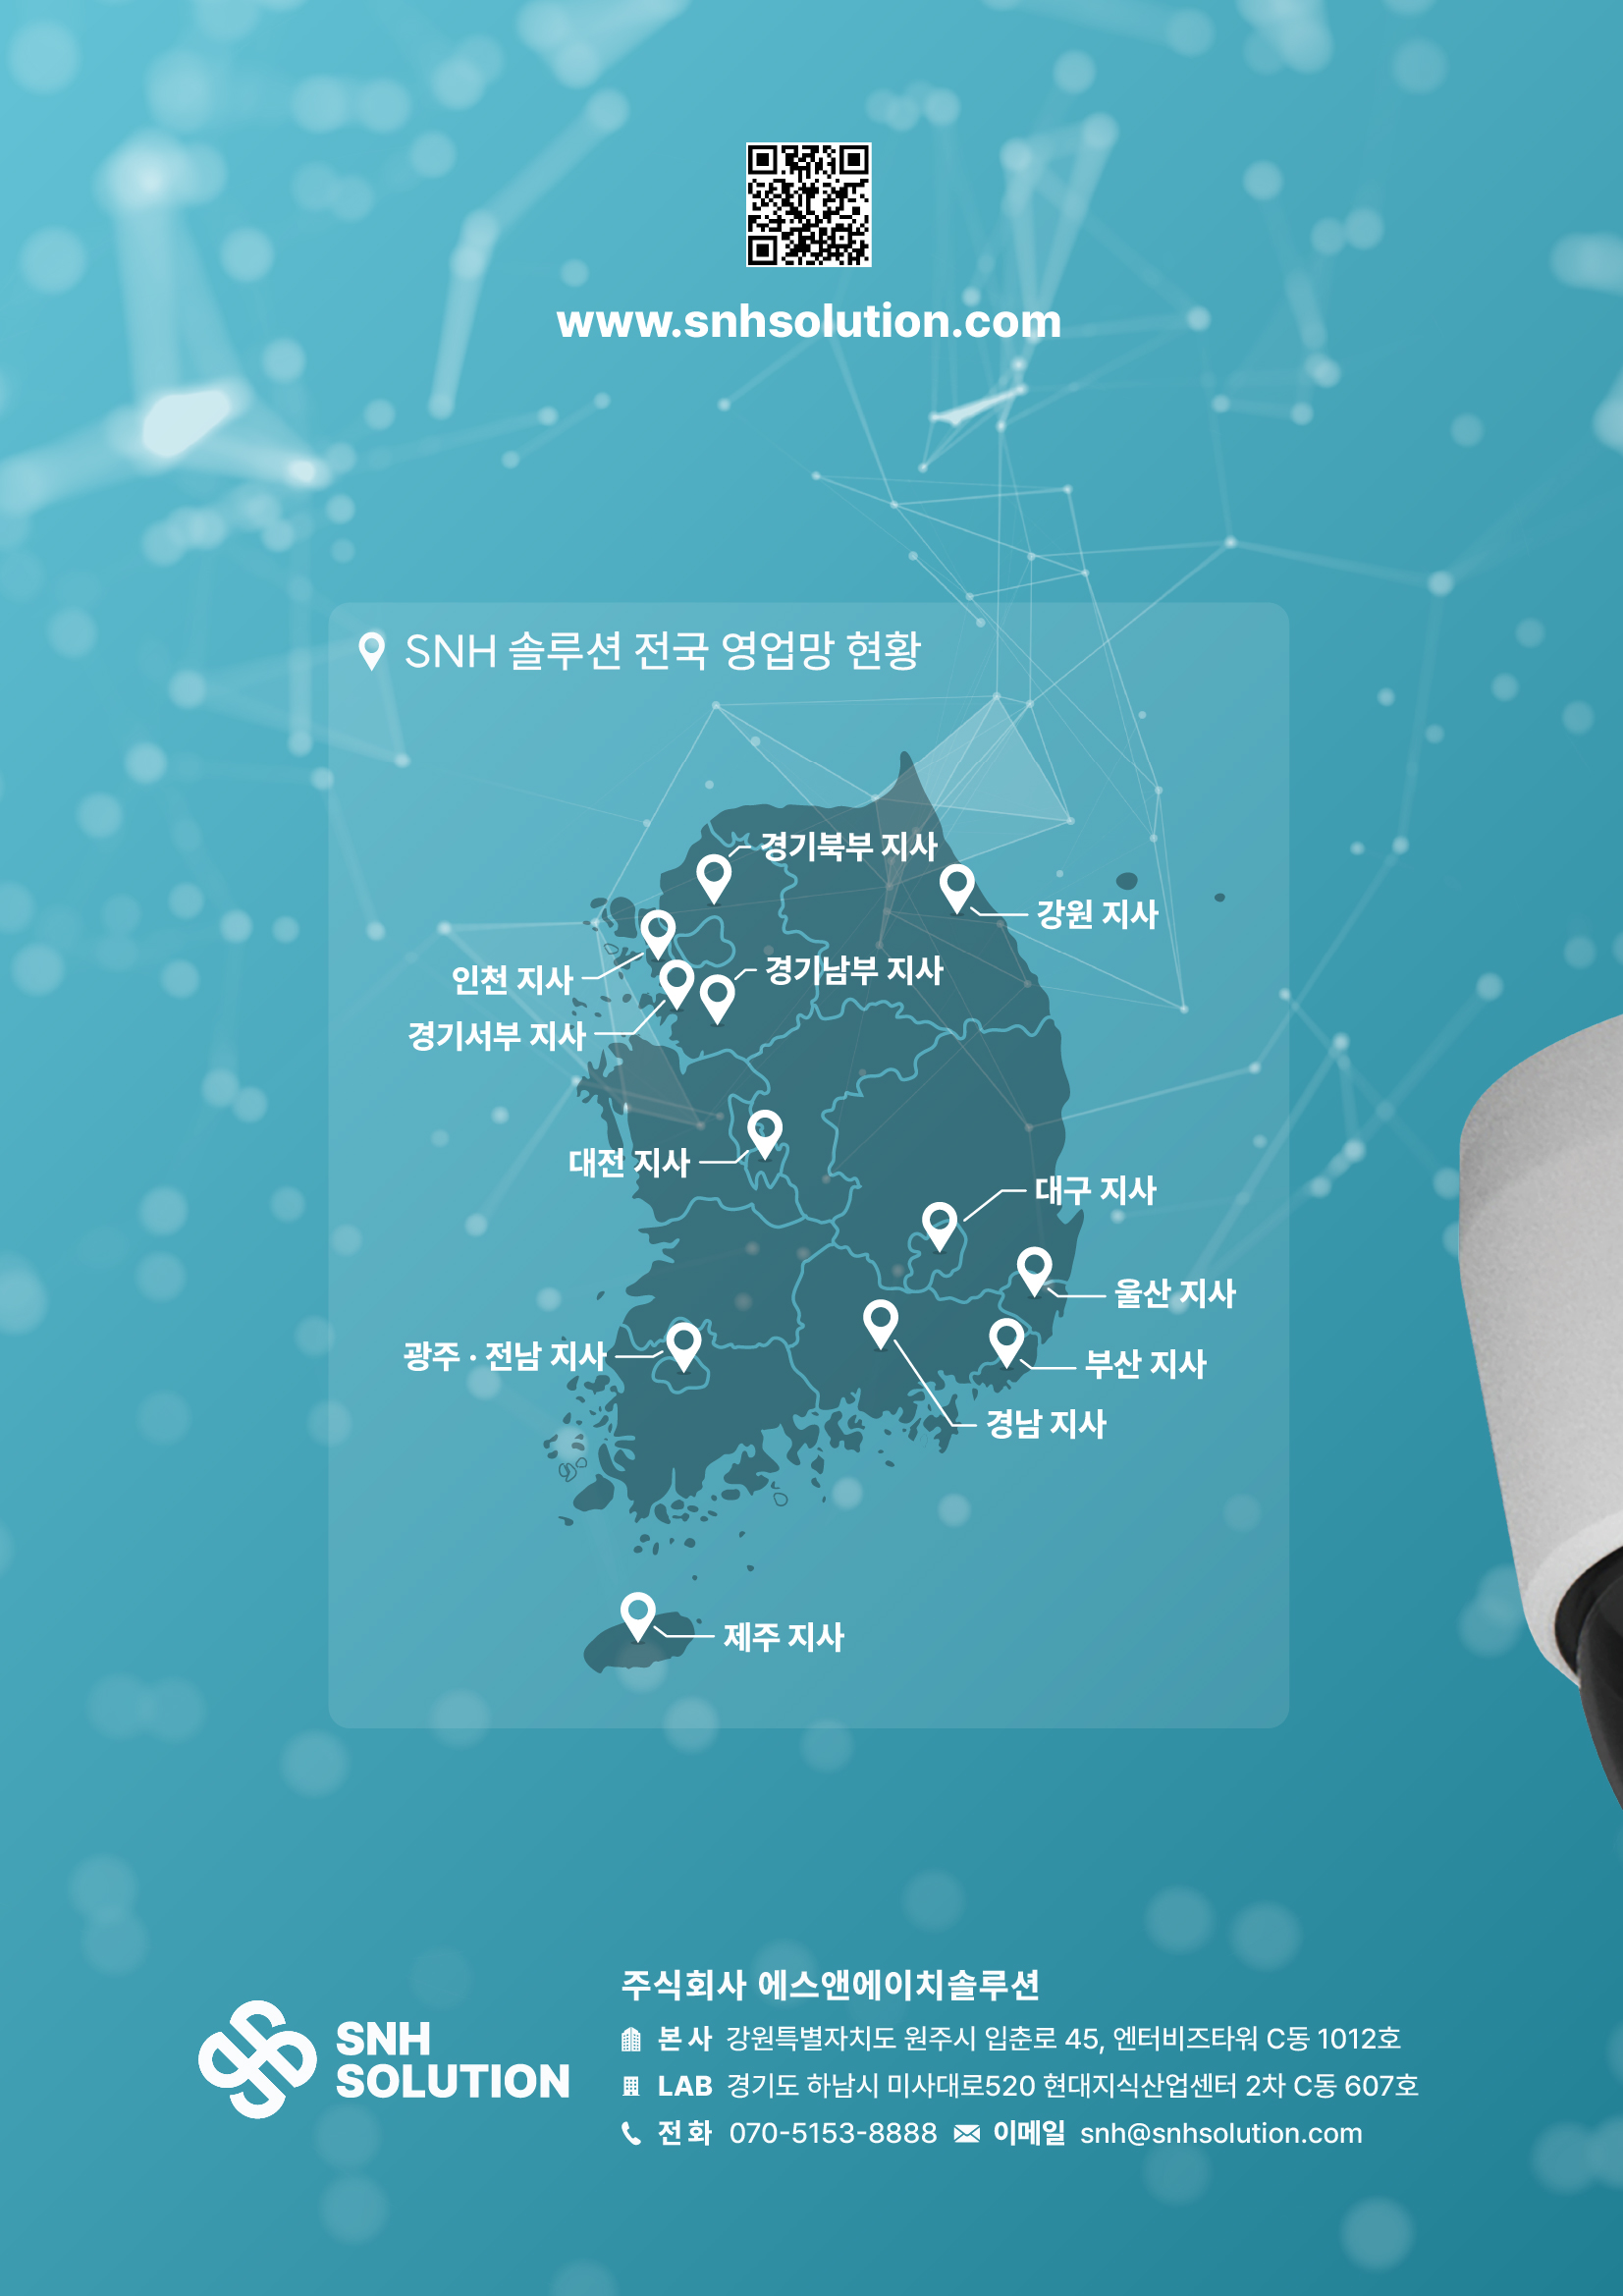 www.snhsolution.com
SNH 솔루션 전국 영업망 현황
경기북부 지사
강원 지사
인천 지사
경기남부 지사
경기서부 지사
대전 지사
대구 지사
울산 지사
광주 · 전남 지사
부산 지사
경남 지사
제주 지사
주식회사 에스앤에이치솔루션
SNH
SOLUTION
본 사 강원특별자치도 원주시 입춘로 45, 엔터비즈타워 C동 1012호
LAB 경기도 하남시 미사대로520 현대지식산업센터 2차 C동 607호
전 화 070-5153-8888 이메일 snh@snhsolution.com